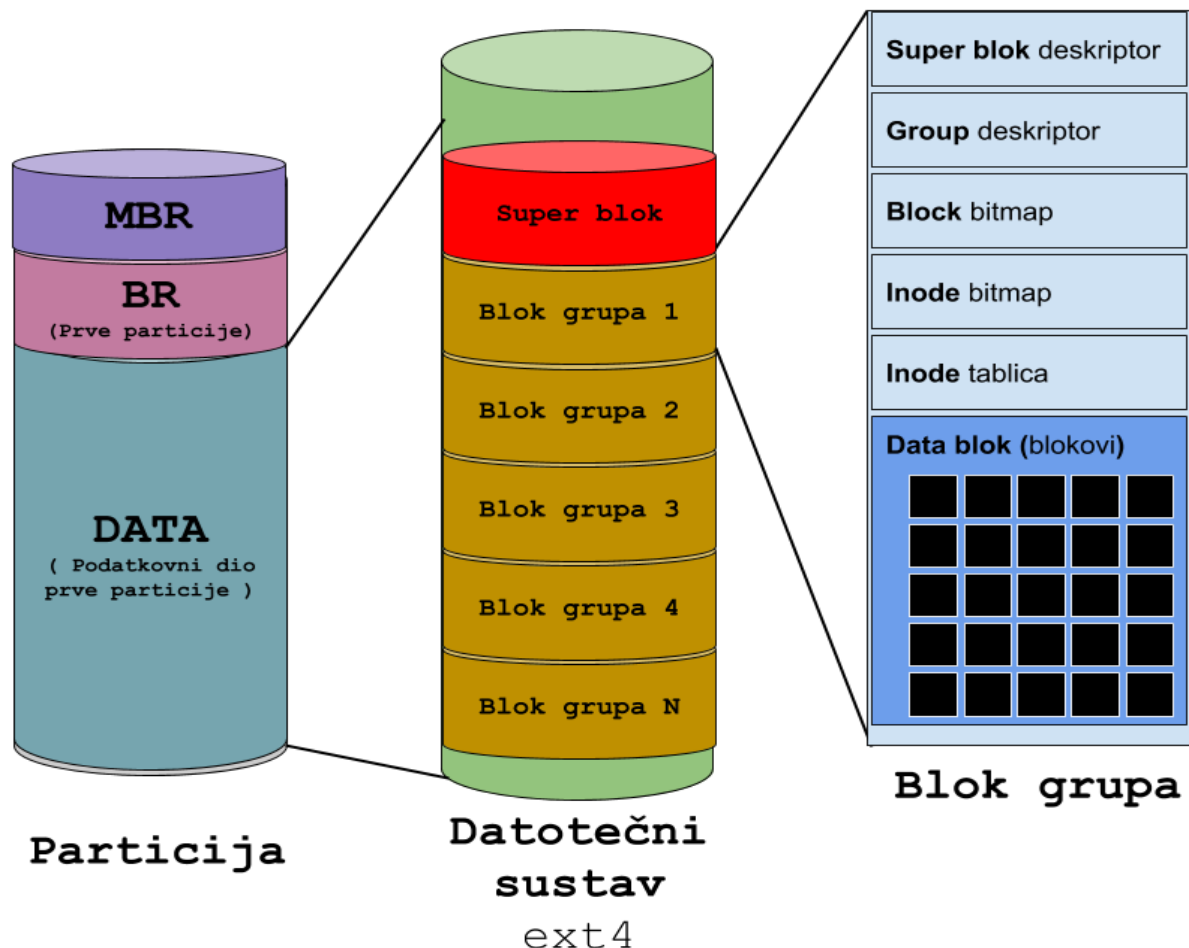 MBR
BR
(Prve particije)
DATA
( Podatkovni dio
prve particije )
Particija
Super blok
Blok grupa 1
Blok grupa 2
Blok grupa 3
Blok grupa 4
Blok grupa N
Datotečni
sustav
ext4
Super blok deskriptor
Group deskriptor
Block bitmap
Inode bitmap
Inode tablica
Data blok (blokovi)
Blok grupa